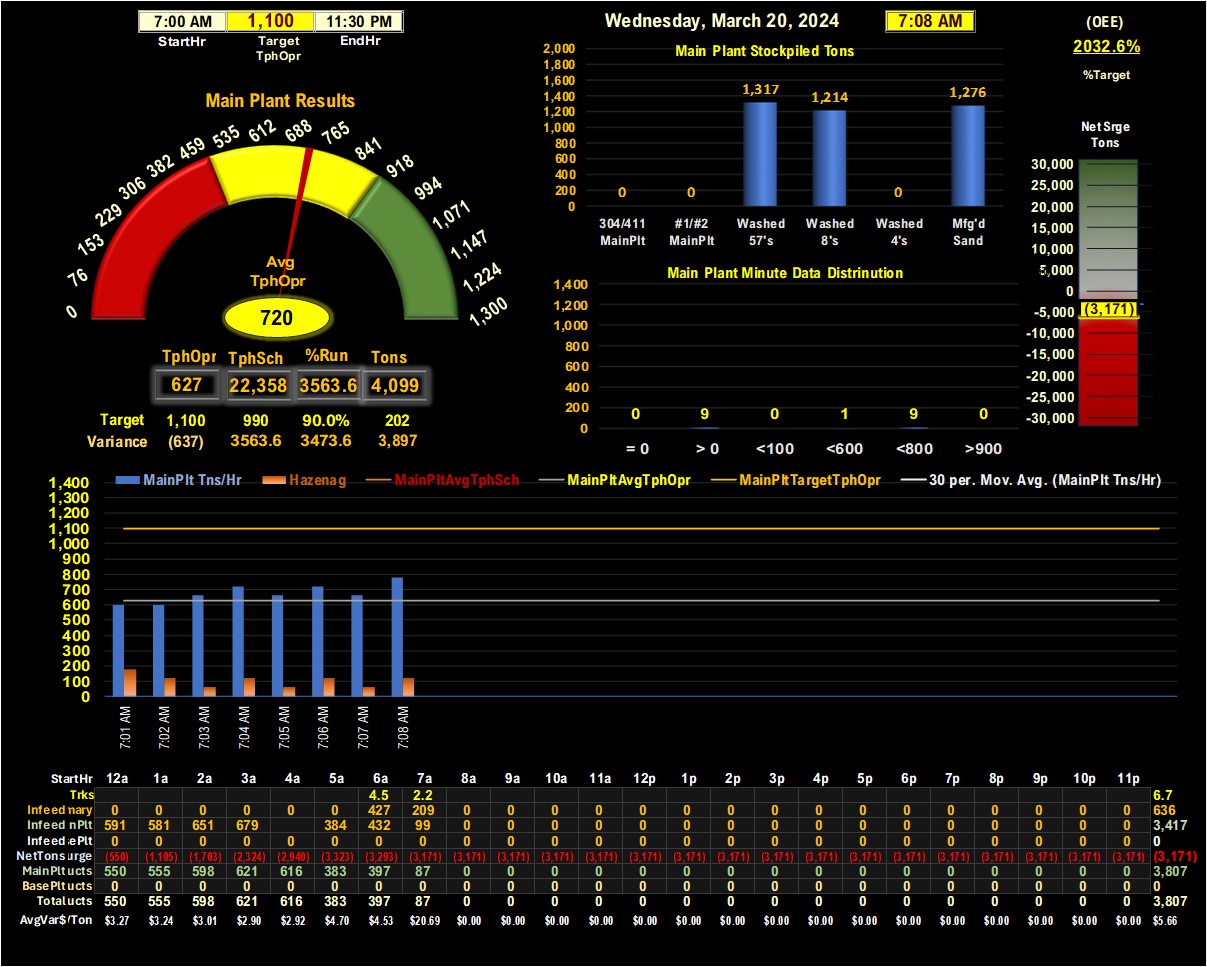 7:00 AM 1,100 11:30 PM
StartHr Target TphOpr EndHr
Wednesday, March 20, 2024 7:08 AM
(OEE)
2032.6%
%Target
Main Plant Results
0 76 153 229 306 382 459 535 612 688 765 841 918 994 1,071 1,147 1,224 1,300
Avg
TphOpr
720
TphOpr TphSch %Run Tons
627 22,358 3563.6 4,099
Target 1,100 990 90.0% 202
Variance (637) 3563.6 3473.6 3,897
Main Plant Stockpiled Tons
2,000
1,800
1,600
1,400
1,200
1,000
800
600
400
200
0
0 0 1,317 1,214 0 1,276
304/411 #1/#2 Washed Washed Washed Mfg'd
MainPlt MainPlt 57's 8's 4's Sand
Main Plant Minute Data Distrinution
1,400
1,200
1,000
800
600
400
200
0
0 9 0 1 9 0
= 0 > 0 <100 <600 <800 >900
Net Srge
Tons
30,000
25,000
20,000
15,000
10,000
5,000
0
-5,000
(3,171)
-10,000
-15,000
-20,000
-25,000
-30,000
MainPlt Tns/Hr Hazenag MainPltAvgTphSch MainPltAvgTphOpr MainPltTargetTphOpr 30 per. Mov. Avg. (MainPlt Tns/Hr)
1,400
1,300
1,200
1,100
1,000
900
800
700
600
500
400
300
200
100
0
7:01 AM 7:02 AM 7:03 AM 7:04 AM 7:05 AM 7:06 AM 7:07 AM 7:08 AM
StartHr 12a 1a 2a 3a 4a 5a 6a 7a 8a 9a 10a 11a 12p 1p 2p 3p 4p 5p 6p 7p 8p 9p 10p 11p
Trks 4.5 2.2 6.7
Infeed nary 0 0 0 0 0 0 427 209 0 0 0 0 0 0 0 0 0 0 0 0 0 0 0 0 636
Infeed nPlt 591 581 651 679 384 432 99 0 0 0 0 0 0 0 0 0 0 0 0 0 0 0 0 3,417
Infeed ePlt 0 0 0 0 0 0 0 0 0 0 0 0 0 0 0 0 0 0 0 0 0 0 0 0 0
NetTons urge (550) (1,105) (1,703) (2,324) (2,940) (3,323) (3,293) (3,171) (3,171) (3,171) (3,171) (3,171) (3,171) (3,171) (3,171) (3,171) (3,171) (3,171) (3,171) (3,171) (3,171) (3,171) (3,171) (3,171) (3,171)
MainPlt ucts 550 555 598 621 616 383 397 87 0 0 0 0 0 0 0 0 0 0 0 0 0 0 0 0 3,807
BasePlt ucts 0 0 0 0 0 0 0 0 0 0 0 0 0 0 0 0 0 0 0 0 0 0 0 0 0
Total ucts 550 555 598 621 616 383 397 87 0 0 0 0 0 0 0 0 0 0 0 0 0 0 0 0 3,807
AvgVar$/Ton $3.27 $3.24 $3.01 $2.90 $2.92 $4.70 $4.53 $20.69 $0.00 $0.00 $0.00 $0.00 $0.00 $0.00 $0.00 $0.00 $0.00 $0.00 $0.00 $0.00 $0.00 $0.00 $0.00 $0.00 $5.66